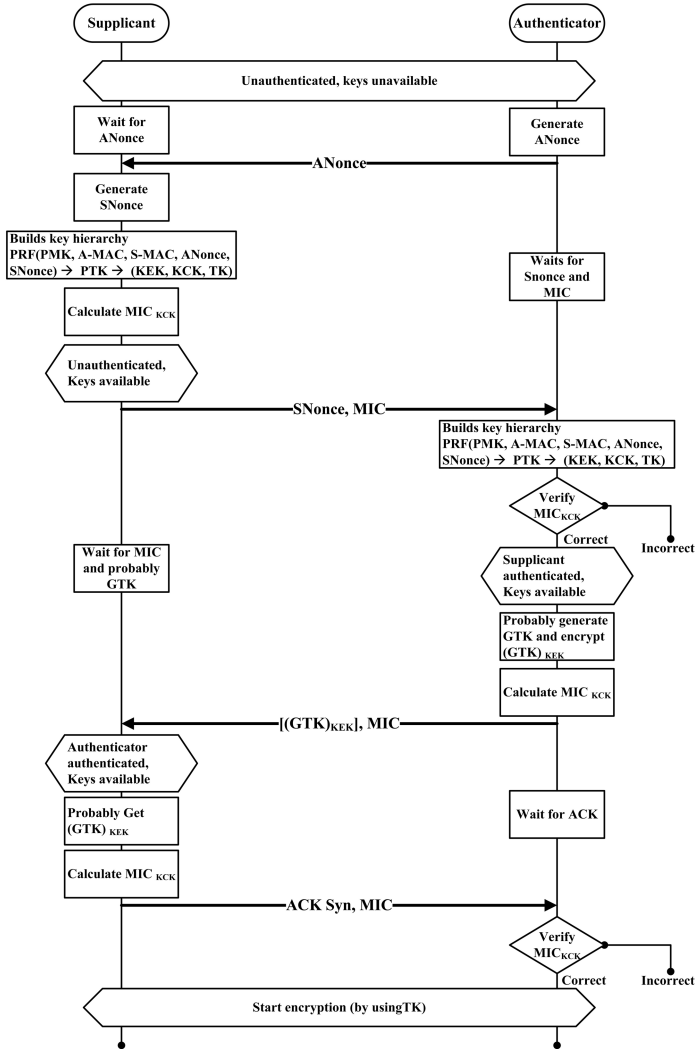 Supplicant
Authenticator
Unauthenticated, keys unavailable
Wait for
ANonce
Generate
ANonce
ANonce
Generate
SNonce
Builds key hierarchy
PRF(PMK, A-MAC, S-MAC, ANonce,
SNonce) → PTK → (KEK, KCK, TK)
Waits for
Snonce and
MIC
Calculate MIC KCK
Unauthenticated,
Keys available
SNonce, MIC
Builds key hierarchy
PRF(PMK, A-MAC, S-MAC, ANonce,
SNonce) → PTK → (KEK, KCK, TK)
Verify
MICKCK
Correct
Incorrect
Wait for MIC
and probably
GTK
Supplicant
authenticated,
Keys available
Probably generate
GTK and encrypt
(GTK) KEK
Calculate MIC KCK
[(GTK)KEK], MIC
Authenticator
authenticated,
Keys available
Probably Get
(GTK) KEK
Wait for ACK
Calculate MIC KCK
ACK Syn, MIC
Verify
MICKCK
Correct
Incorrect
Start encryption (by usingTK)